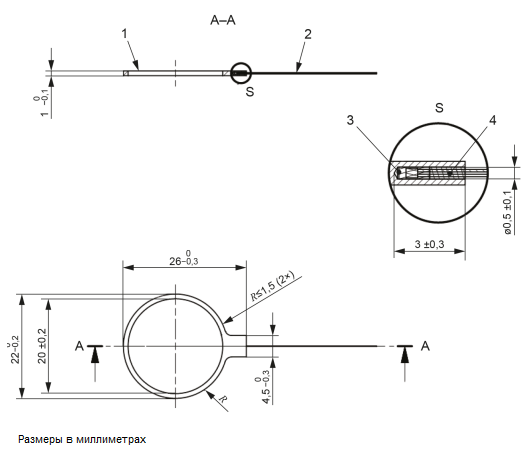 A–A
1
2
S
1 0 −0,1
S
3
4
ø0,5 ±0,1
3 ±0,3
26 0 −0,3
R≤1,5 (2×)
A
A
22 0 −0,2
20 ±0,2
4,5 0 −0,3
R
Размеры в миллиметрах